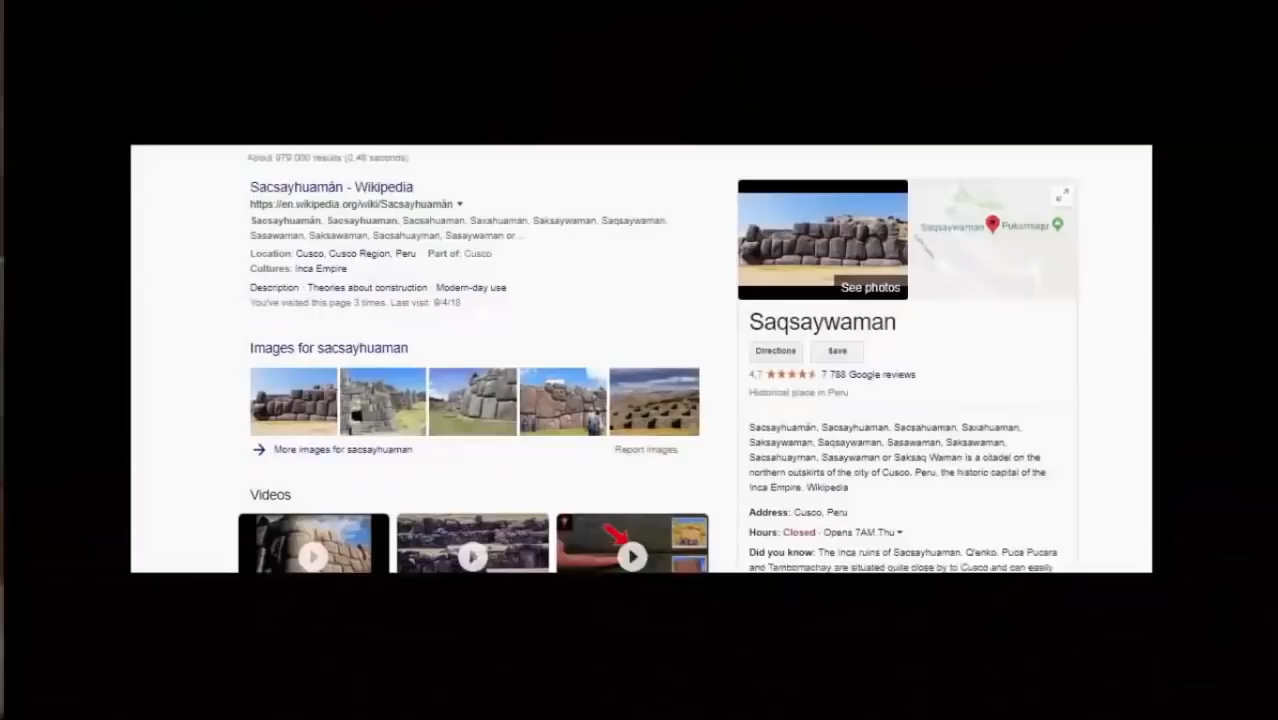 About 979 000 results (0.48 seconds)
Sacsayhuamán - Wikipedia
https://en.wikipedia.org/wiki/Sacsayhuamán
Sacsayhuamán, Sacsayhuaman, Sacsahuaman, Saxahuaman, Saksaywaman, Saqsaywaman,
Sasawaman, Saksawaman, Sacsahuayman, Sasaywaman or ...
Location: Cusco, Cusco Region, Peru Part of: Cusco
Cultures: Inca Empire
Description · Theories about construction · Modern-day use
You've visited this page 3 times. Last visit: 9/4/18
Images for sacsayhuaman
More images for sacsayhuaman
Report images
Videos
See photos
Saqsaywaman
Pukamuqu
Saqsaywaman
Directions
Save
4,7
7 788 Google reviews
Historical place in Peru
Sacsayhuamán, Sacsayhuaman, Sacsahuaman, Saxahuaman,
Saksaywaman, Saqsaywaman, Sasawaman, Saksawaman,
Sacsahuayman, Sasaywaman or Saksaq Waman is a citadel on the
northern outskirts of the city of Cusco, Peru, the historic capital of the
Inca Empire. Wikipedia
Address: Cusco, Peru
Hours: Closed · Opens 7AM Thu
Did you know: The Inca ruins of Sacsayhuaman, Q'enko, Puca Pucara
and Tambomachay are situated quite close by to Cusco and can easily